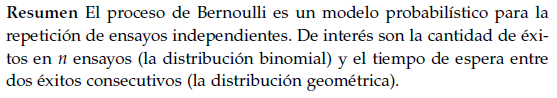 Resumen El proceso de Bernoulli es un modelo probabilístico para la
repetición de ensayos independientes. De interés son la cantidad de éxi-
tos en n ensayos (la distribución binomial) y el tiempo de espera entre
dos éxitos consecutivos (la distribución geométrica).